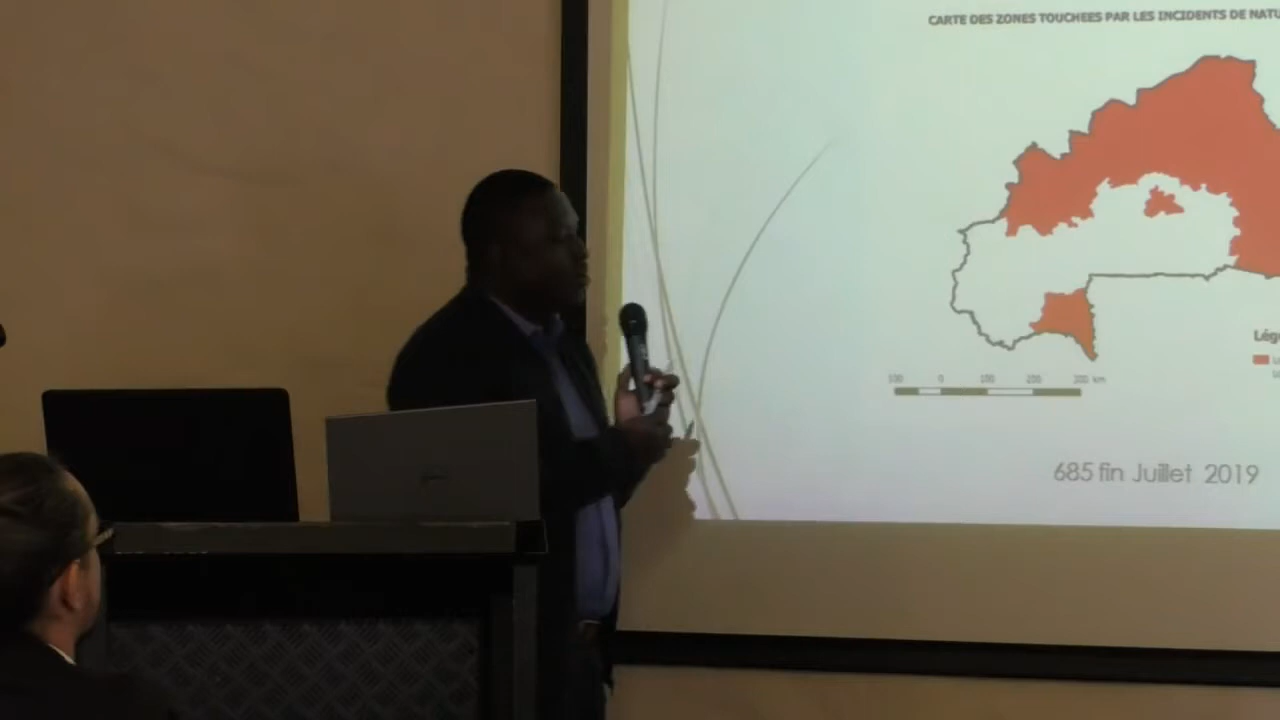 CARTE DES ZONES TOUCHEES PAR LES INCIDENTS DE NATU
Lég
100 0 100 200 300 km
685 fin Juillet 2019